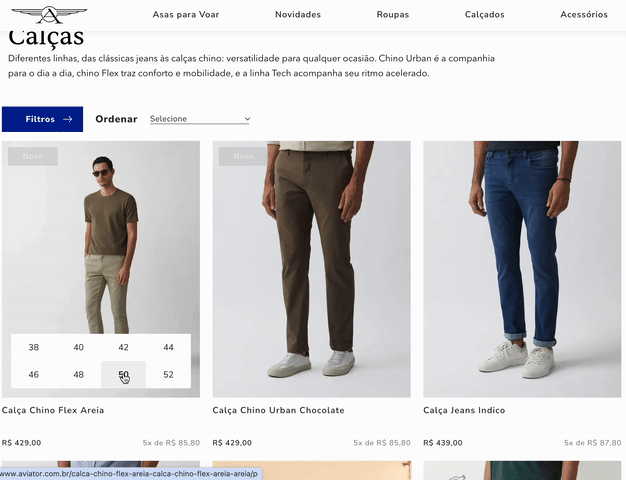 Asas para Voar Novidades Roupas Calçados Acessórios
Calças
Diferentes linhas, das clássicas jeans às calças chino: versatilidade para qualquer ocasião. Chino Urban é a companhia
para o dia a dia, chino Flex traz conforto e mobilidade, e a linha Tech acompanha seu ritmo acelerado.
Filtros → Ordenar Selecione
Novo Novo
38 40 42 44
46 48 50 52
Calça Chino Flex Areia Calça Chino Urban Chocolate Calça Jeans Indico
R$ 429,00 5x de R$ 85,80 R$ 429,00 5x de R$ 85,80 R$ 439,00 5x de R$ 87,80
www.aviator.com.br/calca-chino-flex-areia-calca-chino-flex-areia-areia/p